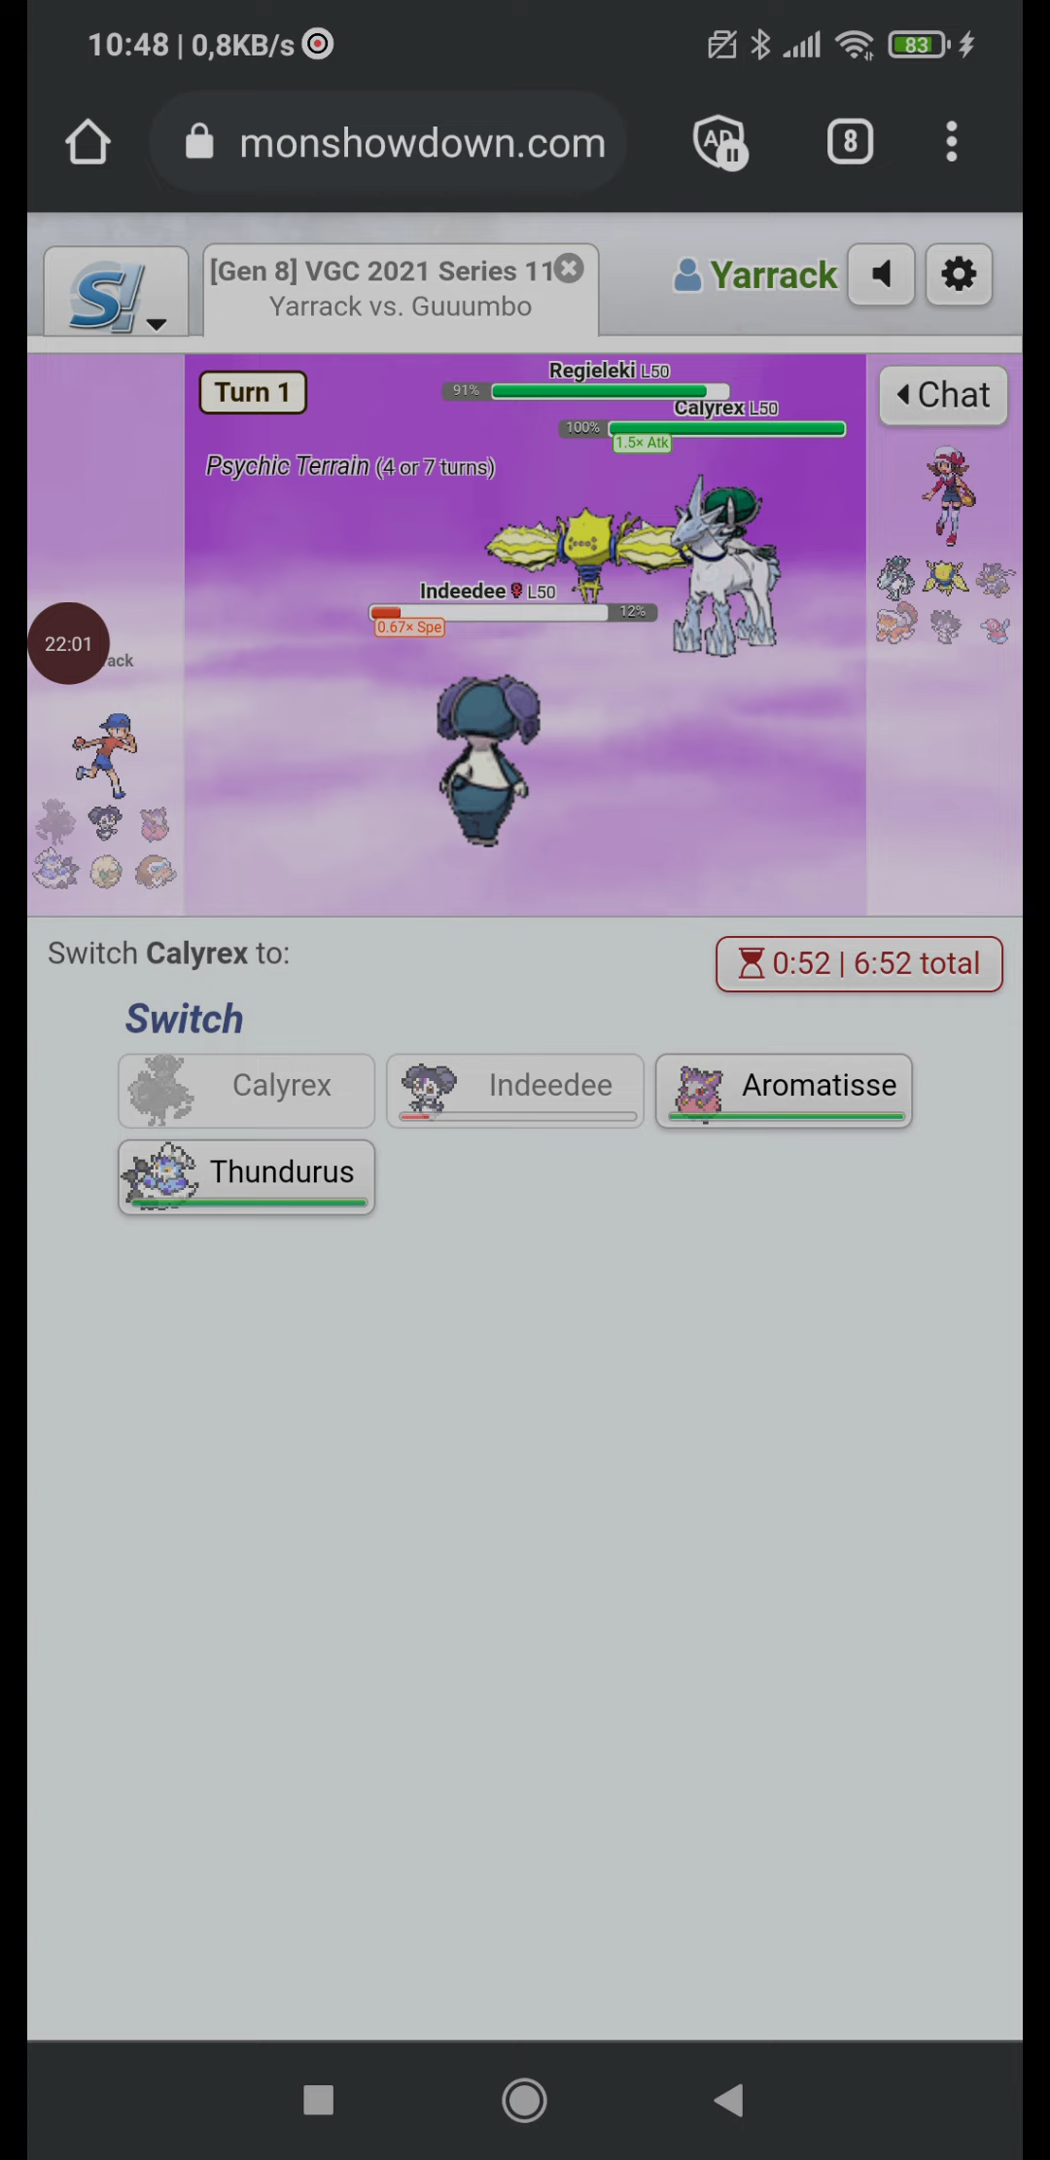 10:48 | 0,8KB/s
83
monshowdown.com
AD
8
S!
[Gen 8] VGC 2021 Series 11
Yarrack vs. Guuumbo
Yarrack
Turn 1
Regieleki L50
91%
Calyrex L50
100%
1.5× Atk
Chat
Psychic Terrain (4 or 7 turns)
Indeedee L50
12%
0.67× Spe
22:01
ack
Switch Calyrex to:
0:52 | 6:52 total
Switch
Calyrex
Indeedee
Aromatisse
Thundurus